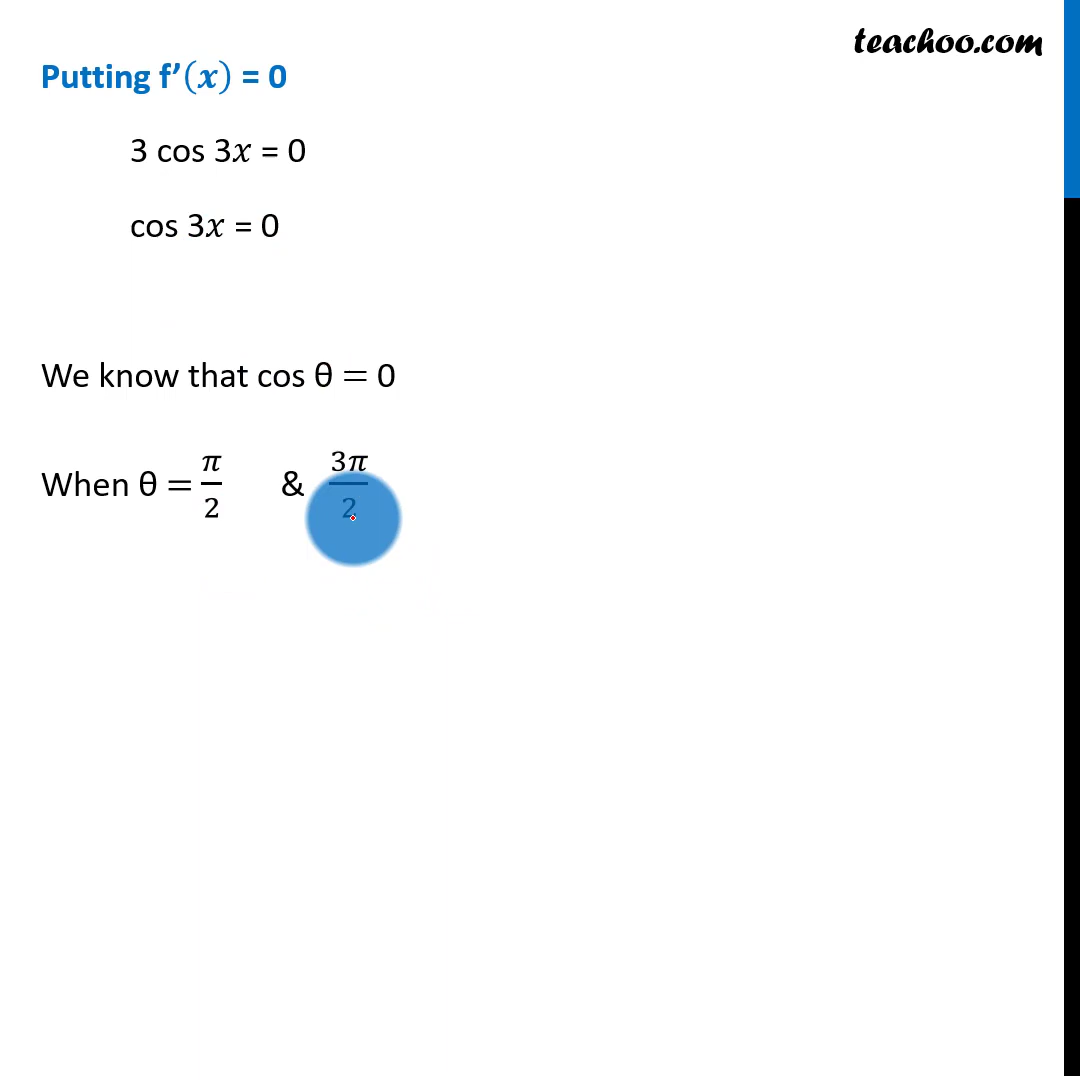 teachoo.com
Putting f’(𝒙) = 0
3 cos 3𝑥 = 0
cos 3𝑥 = 0
We know that cos θ = 0
When θ = 𝜋/2 & 3𝜋/2